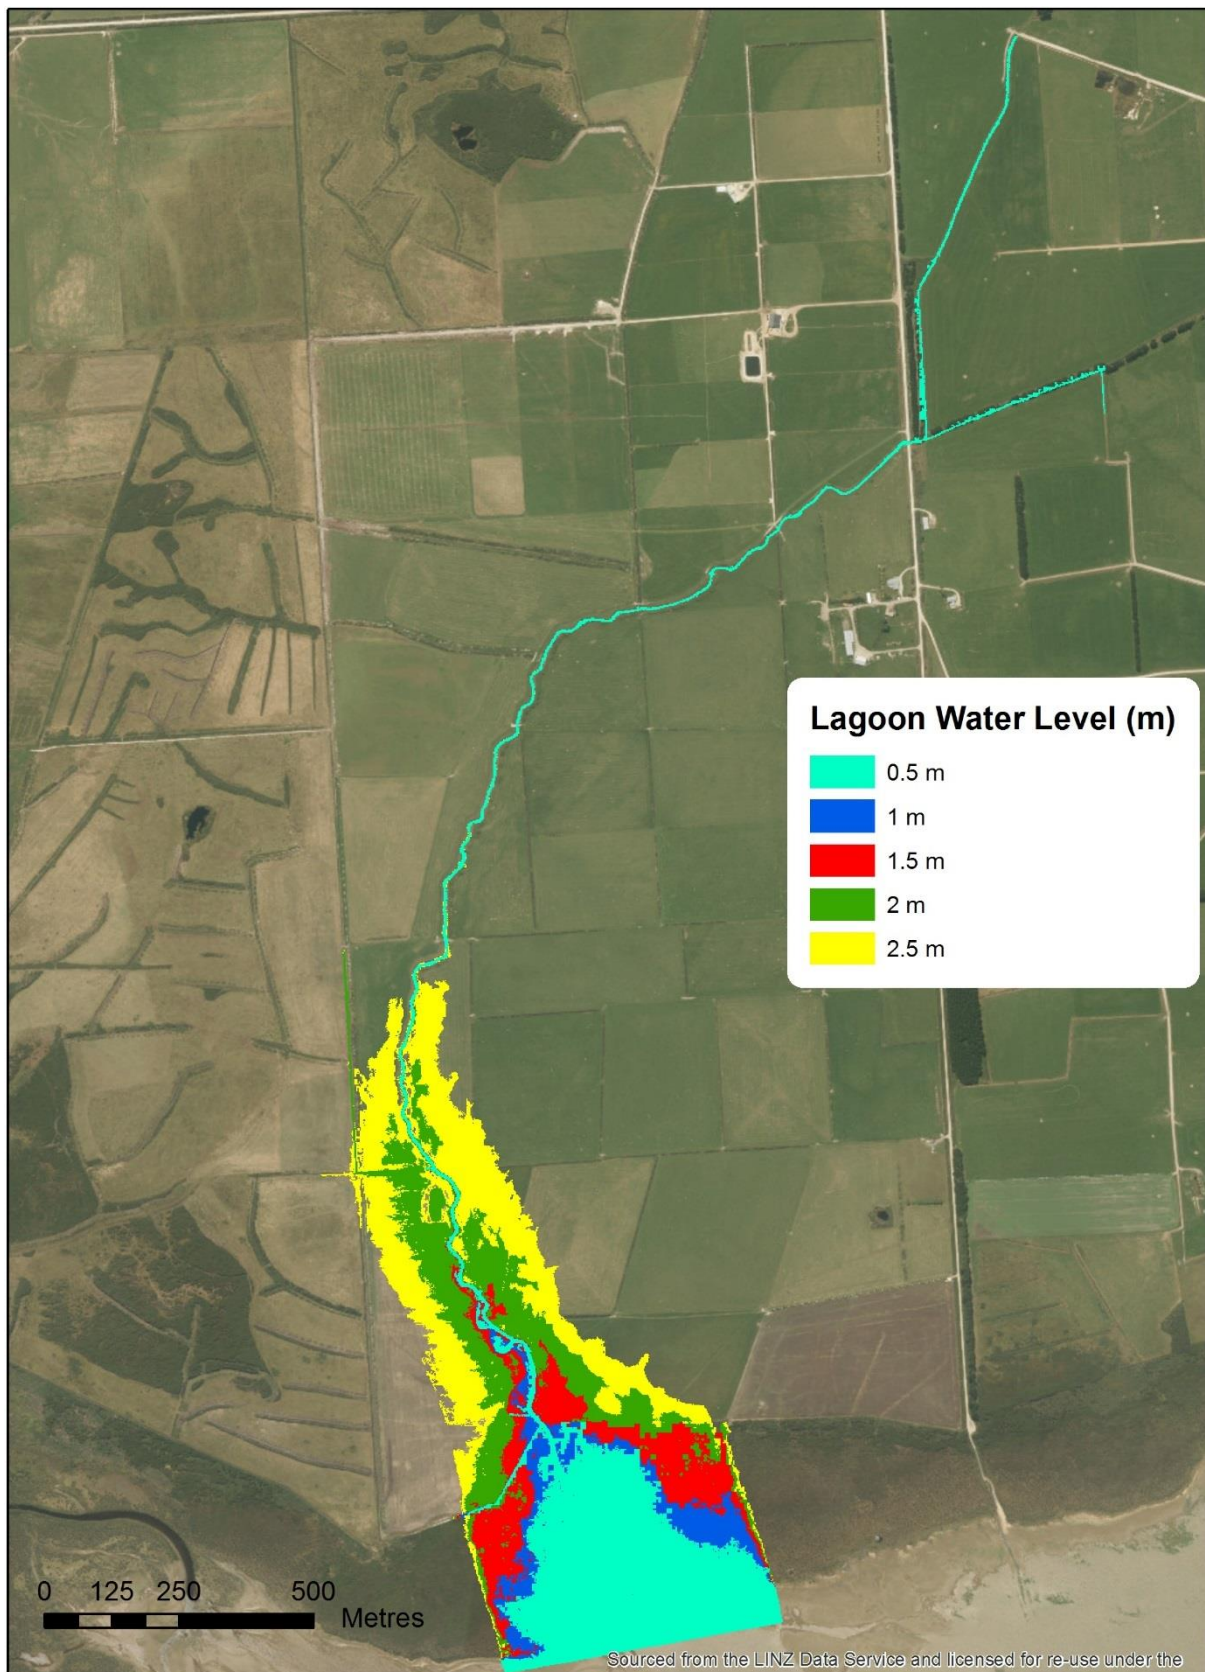 Lagoon Water Level (m)
0.5 m
1 m
1.5 m
2 m
2.5 m
0 125 250 500
Metres
Sourced from the LINZ Data Service and licensed for re-use under the